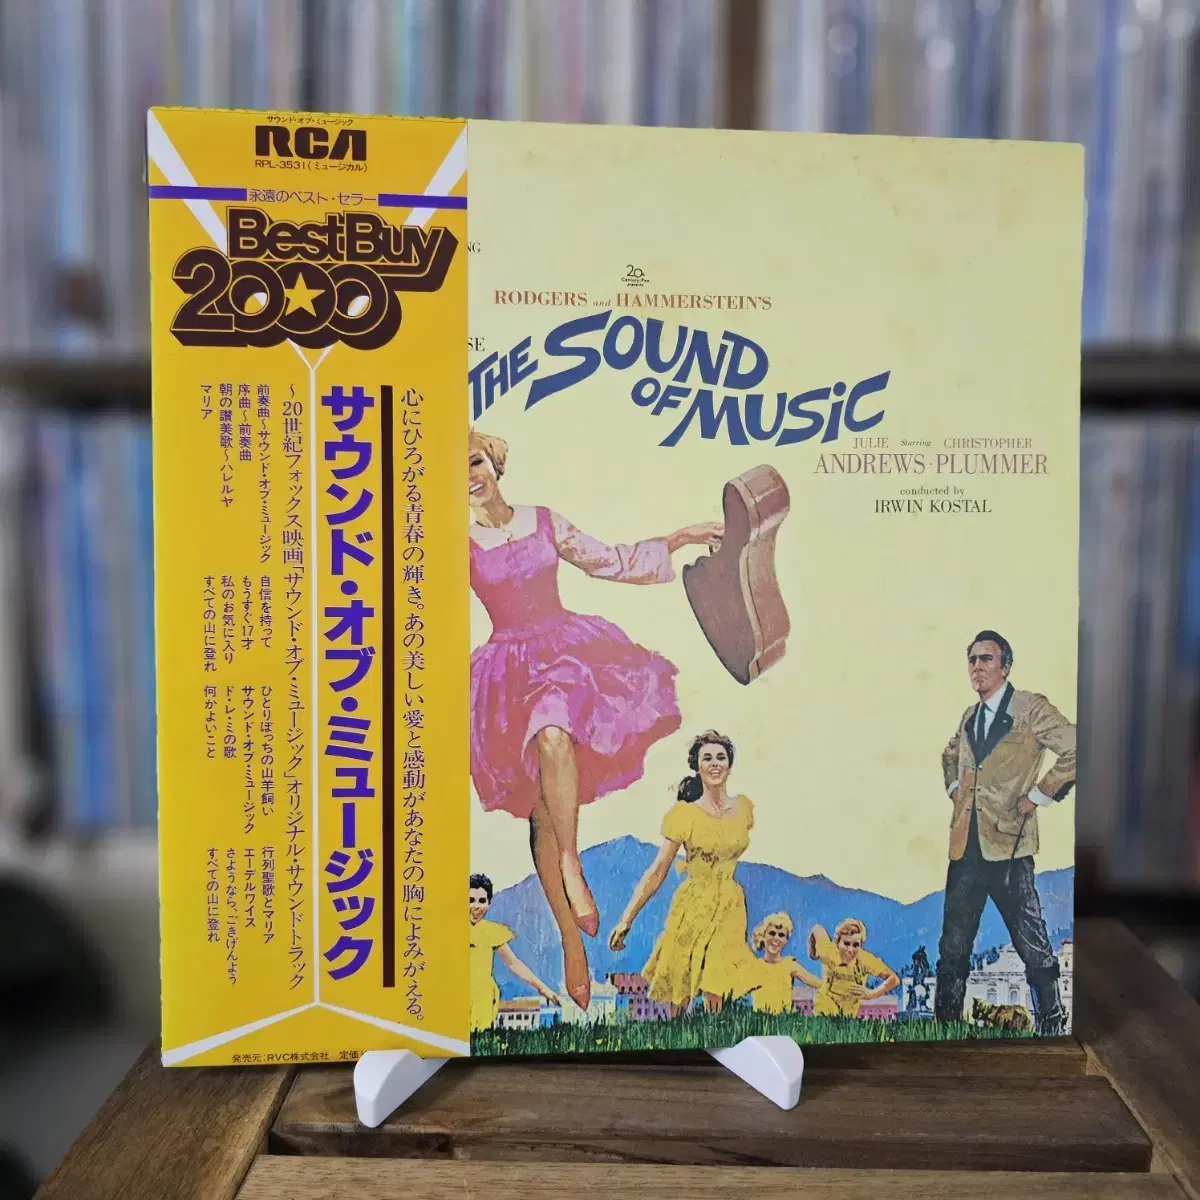 サウンド・オブ・ミュージック
RCA
RPL-3531(ミュージカル)
永遠のベスト・セラー
BestBuy
2000
心にひろがる青春の輝き。あの美しい愛と感動があなたの胸によみがえる。
サウンド・オブ・ミュージック
〜20世紀フォックス映画「サウンド・オブ・ミュージック」オリジナル・サウンドトラック
前奏曲〜サウンド・オブ・ミュージック
序曲〜前奏曲
朝の讃美歌〜ハレルヤ
マリア
自信を持って
もうすぐ17才
私のお気に入り
すべての山に登れ
ひとりぼっちの山羊飼い
サウンド・オブ・ミュージック
ド・レ・ミの歌
何かよいこと
行列聖歌とマリア
エーデルワイス
さようなら、ごきげんよう
すべての山に登れ
発売元:RVC株式会社 定価
NG
SE
20th
Century-Fox
presents
RODGERS and HAMMERSTEIN'S
THE SOUND
OF MUSIC
JULIE Starring CHRISTOPHER
ANDREWS · PLUMMER
conducted by
IRWIN KOSTAL